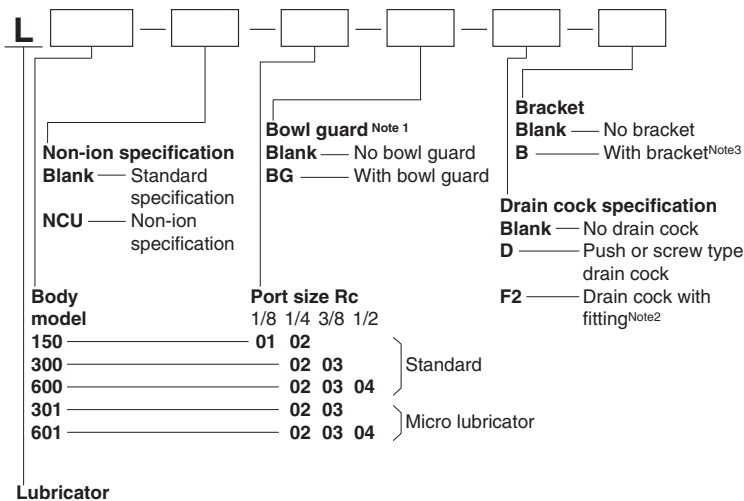 L
Bracket
Blank No bracket
B With bracketNote3
Bowl guard Note 1
Blank No bowl guard
BG With bowl guard
Non-ion specification
Blank Standard
specification
NCU Non-ion
specification
Drain cock specification
Blank No drain cock
D Push or screw type
drain cock
F2 Drain cock with
fittingNote2
Body
model
Port size Rc
1/8 1/4 3/8 1/2
150 01 02
300 02 03
600 02 03 04
Standard
301 02 03
601 02 03 04
Micro lubricator
Lubricator